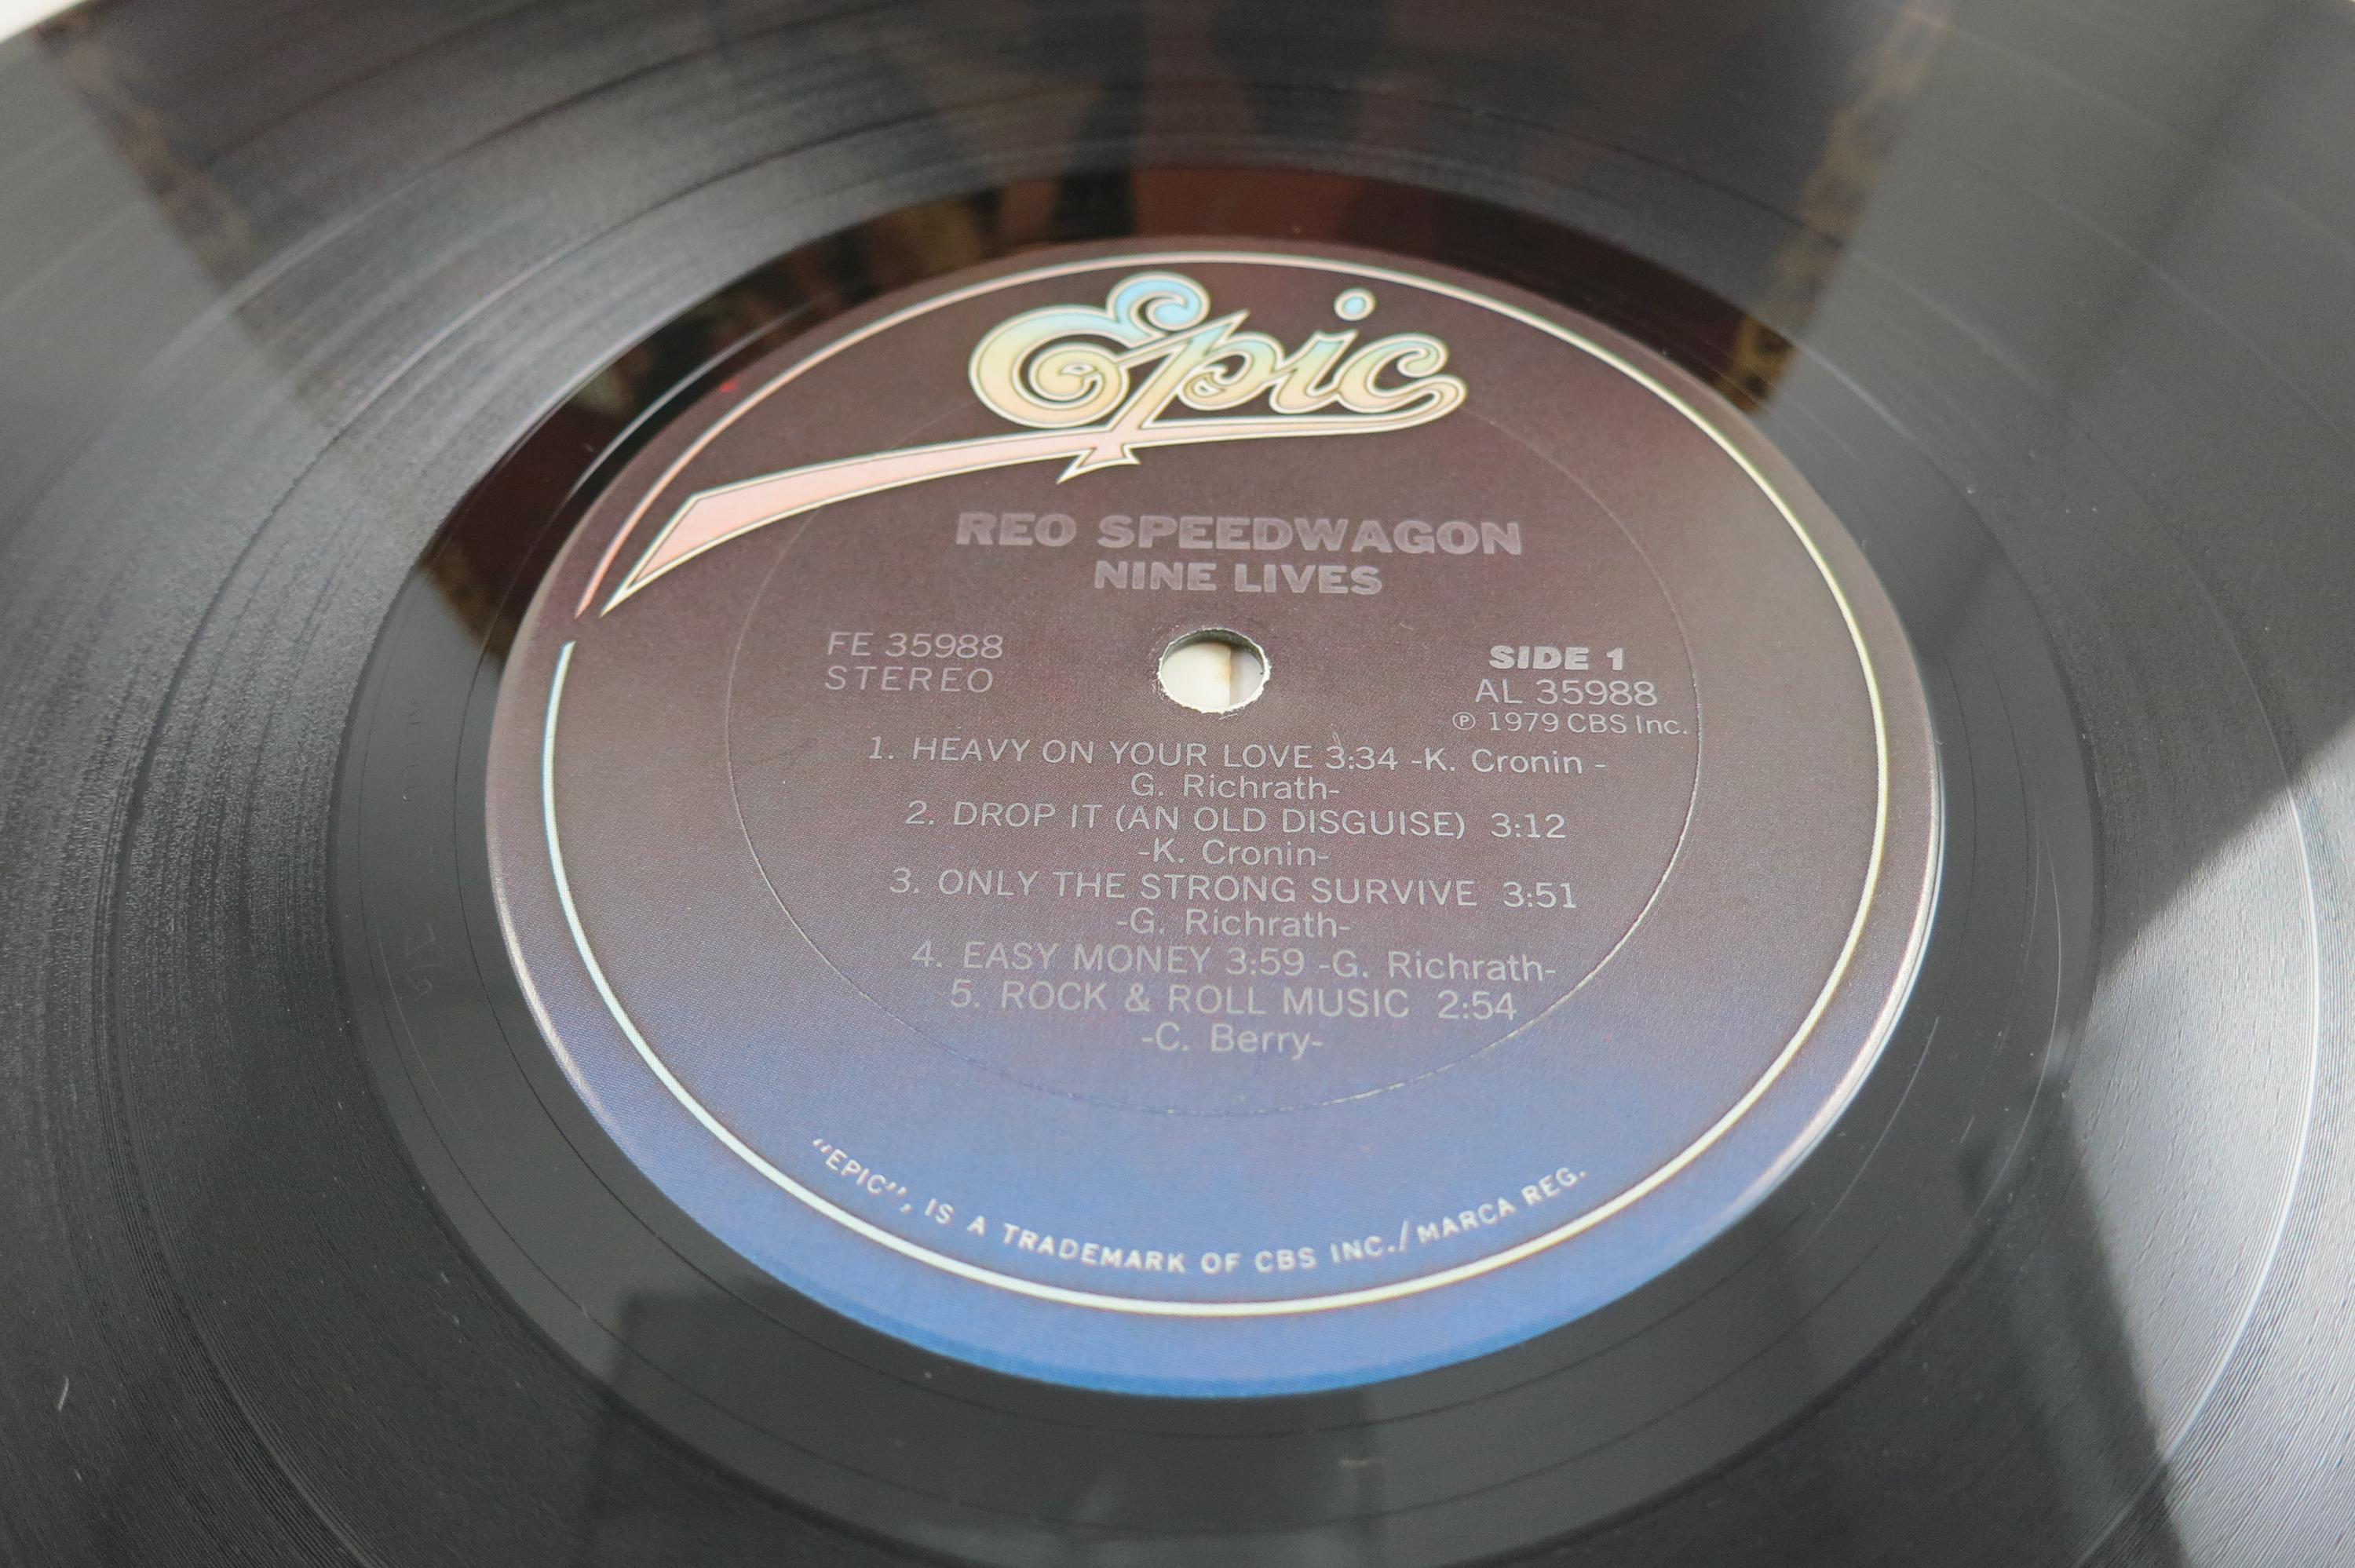 Epic
REO SPEEDWAGON
NINE LIVES
FE 35988
STEREO
SIDE 1
AL 35988
℗ 1979 CBS Inc.
1. HEAVY ON YOUR LOVE 3:34 -K. Cronin -
G. Richrath-
2. DROP IT (AN OLD DISGUISE) 3:12
-K. Cronin-
3. ONLY THE STRONG SURVIVE 3:51
-G. Richrath-
4. EASY MONEY 3:59 -G. Richrath-
5. ROCK & ROLL MUSIC 2:54
-C. Berry-
"EPIC", IS A TRADEMARK OF CBS INC./MARCA REG.